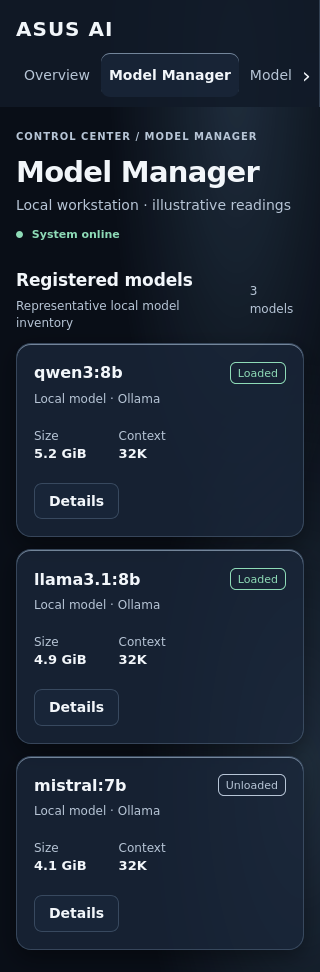 ASUS AI
Overview Model Manager Model ›
CONTROL CENTER / MODEL MANAGER
Model Manager
Local workstation · illustrative readings
System online
Registered models
Representative local model
inventory
3
models
qwen3:8b
Loaded
Local model · Ollama
Size Context
5.2 GiB 32K
Details
llama3.1:8b
Loaded
Local model · Ollama
Size Context
4.9 GiB 32K
Details
mistral:7b
Unloaded
Local model · Ollama
Size Context
4.1 GiB 32K
Details